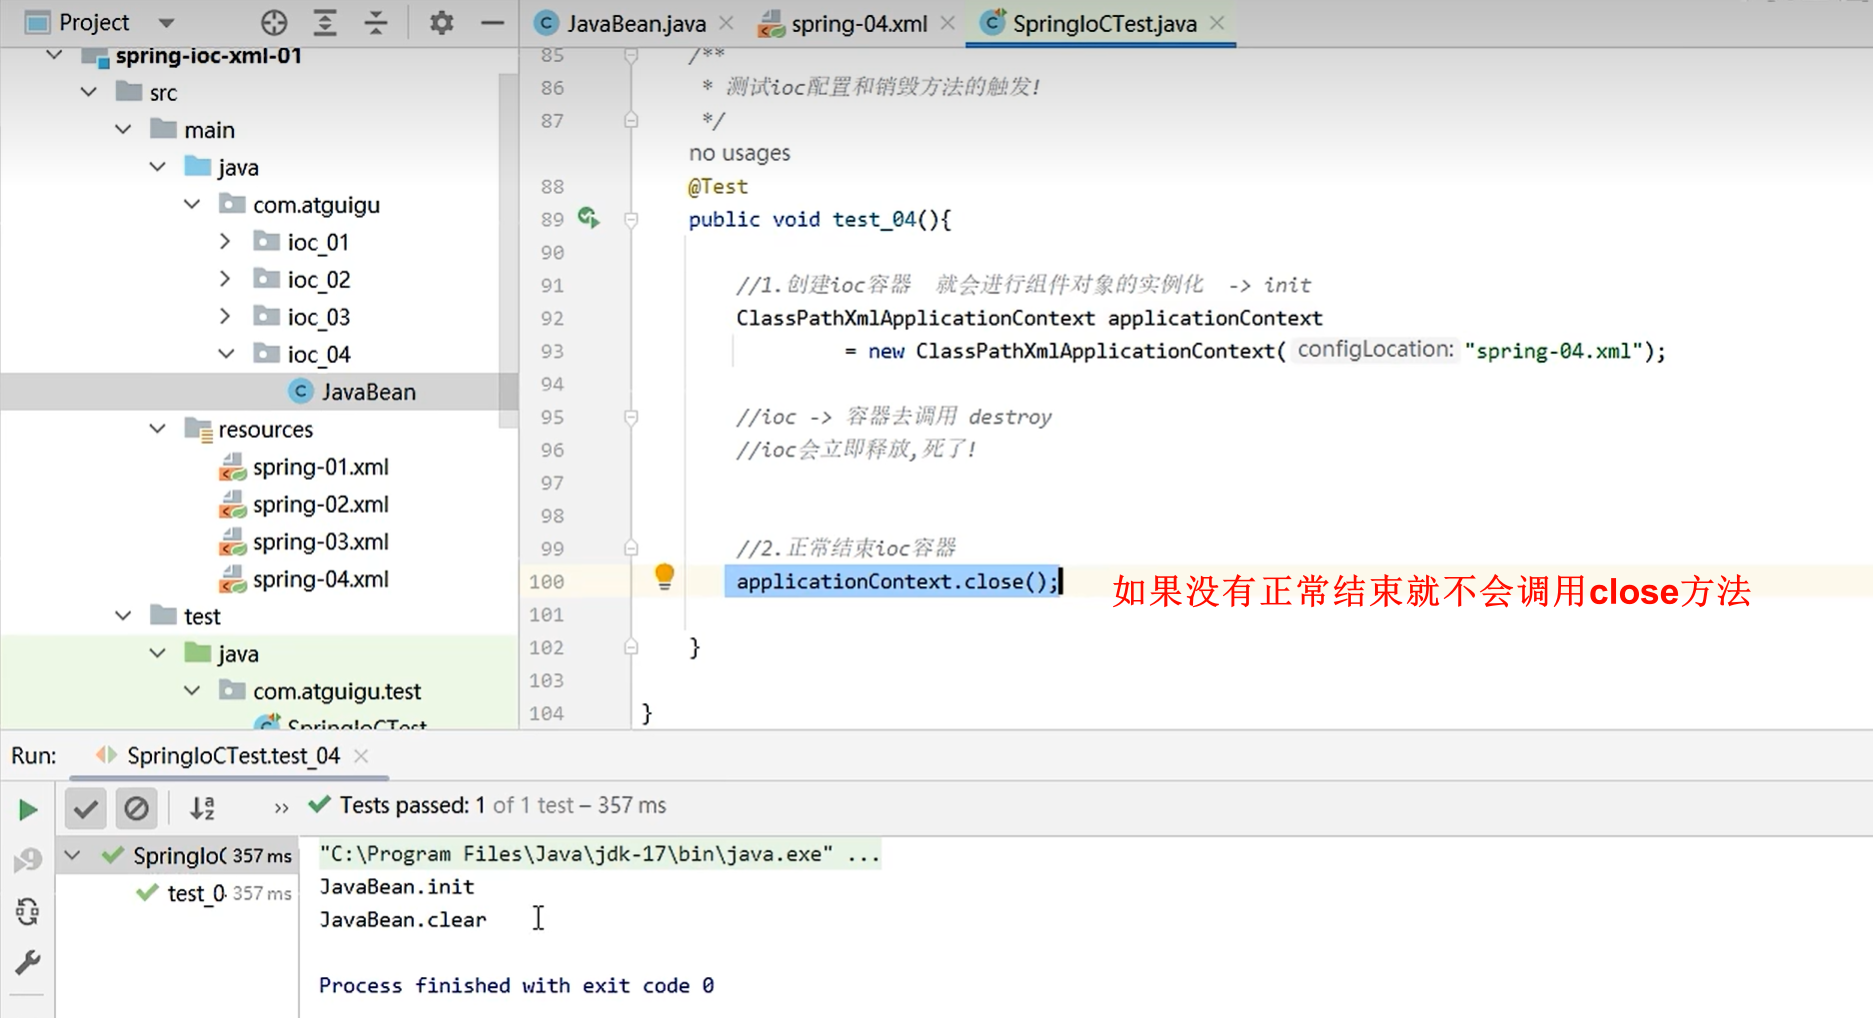 Project
JavaBean.java
spring-04.xml
SpringIoCTest.java
spring-ioc-xml-01
src
main
java
com.atguigu
ioc_01
ioc_02
ioc_03
ioc_04
JavaBean
resources
spring-01.xml
spring-02.xml
spring-03.xml
spring-04.xml
test
java
com.atguigu.test
SpringIoCTest
85 /**
86 * 测试ioc配置和销毁方法的触发!
87 */
no usages
88 @Test
89 public void test_04(){
90
91 //1.创建ioc容器 就会进行组件对象的实例化 -> init
92 ClassPathXmlApplicationContext applicationContext
93 = new ClassPathXmlApplicationContext( configLocation: "spring-04.xml");
94
95 //ioc -> 容器去调用 destroy
96 //ioc会立即释放,死了!
97
98
99 //2.正常结束ioc容器
100 applicationContext.close(); 如果没有正常结束就不会调用close方法
101
102 }
103
104 }
Run: SpringIoCTest.test_04
Tests passed: 1 of 1 test – 357 ms
SpringIoC 357 ms
test_0 357 ms
"C:\Program Files\Java\jdk-17\bin\java.exe" ...
JavaBean.init
JavaBean.clear
Process finished with exit code 0